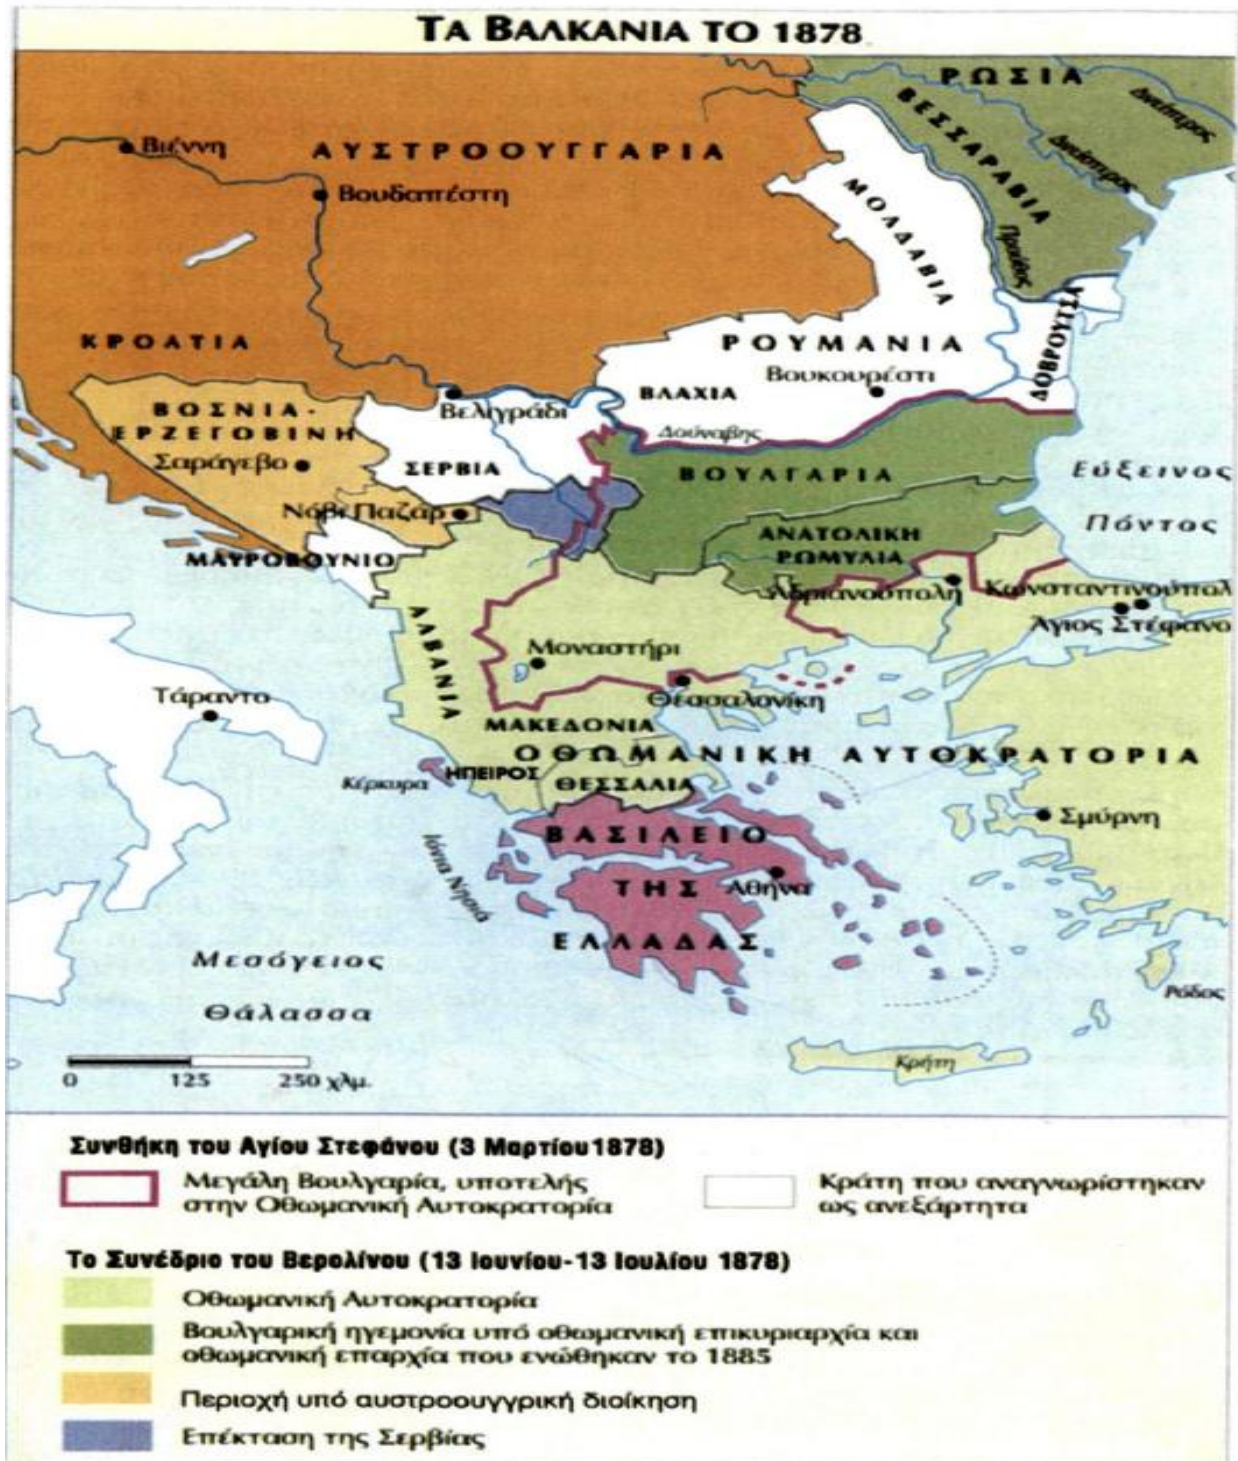 ΤΑ ΒΑΛΚΑΝΙΑ ΤΟ 1878
ΡΩΣΙΑ
Δνείπερος
ΒΕΣΣΑΡΑΒΙΑ
Δνείστερος
Βιέννη
ΑΥΣΤΡΟΟΥΓΓΑΡΙΑ
Βουδαπέστη
ΜΟΛΔΑΒΙΑ
Προύθος
ΚΡΟΑΤΙΑ
ΡΟΥΜΑΝΙΑ
ΔΟΒΡΟΥΤΣΑ
Βουκουρέστι
ΒΛΑΧΙΑ
Βελιγράδι
ΒΟΣΝΙΑ-
ΕΡΖΕΓΟΒΙΝΗ
Δούναβης
Σαράγεβο
ΣΕΡΒΙΑ
ΒΟΥΛΓΑΡΙΑ
Εύξεινος
Πόντος
Νόβι Παζάρ
ΑΝΑΤΟΛΙΚΗ
ΡΩΜΥΛΙΑ
ΜΑΥΡΟΒΟΥΝΙΟ
Αδριανούπολη
Κωνσταντινούπολ
Άγιος Στέφανο
ΑΛΒΑΝΙΑ
Μοναστήρι
Τάραντο
Θεσσαλονίκη
ΜΑΚΕΔΟΝΙΑ
ΟΘΩΜΑΝΙΚΗ ΑΥΤΟΚΡΑΤΟΡΙΑ
Κέρκυρα
ΗΠΕΙΡΟΣ
ΘΕΣΣΑΛΙΑ
Σμύρνη
Ιόνια Νησιά
ΒΑΣΙΛΕΙΟ
ΤΗΣ
Αθήνα
ΕΛΛΑΔΑΣ
Μεσόγειος
Θάλασσα
Ρόδος
Κρήτη
0 125 250 χλμ.
Συνθήκη του Αγίου Στεφάνου (3 Μαρτίου 1878)
Μεγάλη Βουλγαρία, υποτελής
στην Οθωμανική Αυτοκρατορία
Κράτη που αναγνωρίστηκαν
ως ανεξάρτητα
Το Συνέδριο του Βερολίνου (13 Ιουνίου-13 Ιουλίου 1878)
Οθωμανική Αυτοκρατορία
Βουλγαρική ηγεμονία υπό οθωμανική επικυριαρχία και
οθωμανική επαρχία που ενώθηκαν το 1885
Περιοχή υπό αυστροουγγρική διοίκηση
Επέκταση της Σερβίας